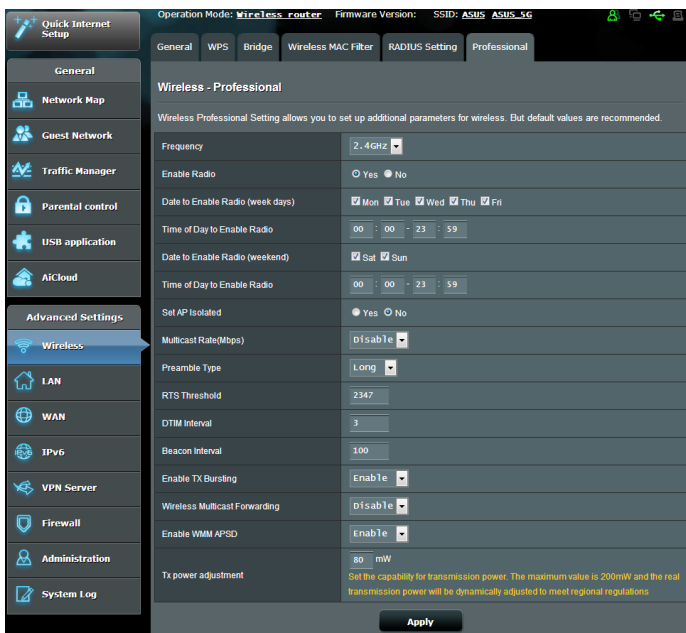 Quick Internet Setup
Operation Mode: Wireless router Firmware Version: SSID: ASUS ASUS_5G
General WPS Bridge Wireless MAC Filter RADIUS Setting Professional
General
Network Map
Guest Network
Traffic Manager
Parental control
USB application
AiCloud
Advanced Settings
Wireless
LAN
WAN
IPv6
VPN Server
Firewall
Administration
System Log
Wireless - Professional
Wireless Professional Setting allows you to set up additional parameters for wireless. But default values are recommended.
Frequency 2.4GHz
Enable Radio Yes No
Date to Enable Radio (week days) Mon Tue Wed Thu Fri
Time of Day to Enable Radio 00 : 00 - 23 : 59
Date to Enable Radio (weekend) Sat Sun
Time of Day to Enable Radio 00 : 00 - 23 : 59
Set AP Isolated Yes No
Multicast Rate(Mbps) Disable
Preamble Type Long
RTS Threshold 2347
DTIM Interval 3
Beacon Interval 100
Enable TX Bursting Enable
Wireless Multicast Forwarding Disable
Enable WMM APSD Enable
Tx power adjustment 80 mW
Set the capability for transmission power. The maximum value is 200mW and the real
transmission power will be dynamically adjusted to meet regional regulations
Apply